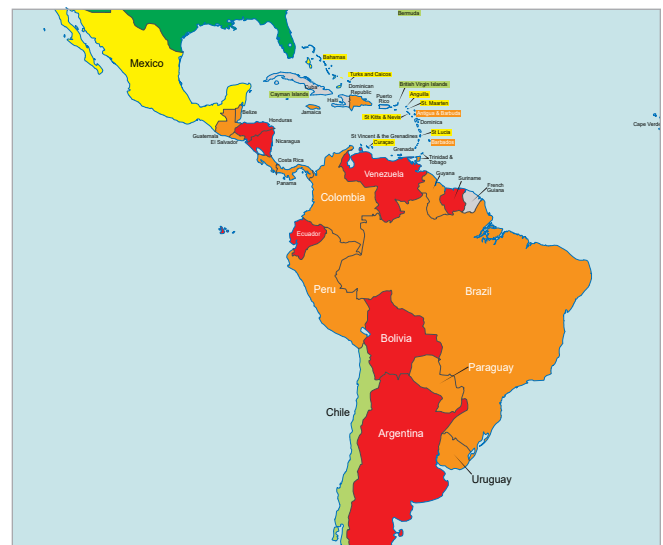 Bermuda
Mexico
Bahamas
Turks and Caicos
Cuba
Cayman Islands
Dominican
Republic
British Virgin Islands
Haiti
Puerto
Rico
Anguilla
St. Maarten
Jamaica
Belize
St Kitts & Nevis
Antigua & Barbuda
Dominica
Cape Verde
Honduras
Guatemala
El Salvador
Nicaragua
St Vincent & the Grenadines
St Lucia
Curaçao
Barbados
Grenada
Costa Rica
Panama
Trinidad &
Tobago
Venezuela
Guyana
Suriname
French
Guiana
Colombia
Ecuador
Peru
Brazil
Bolivia
Paraguay
Chile
Argentina
Uruguay